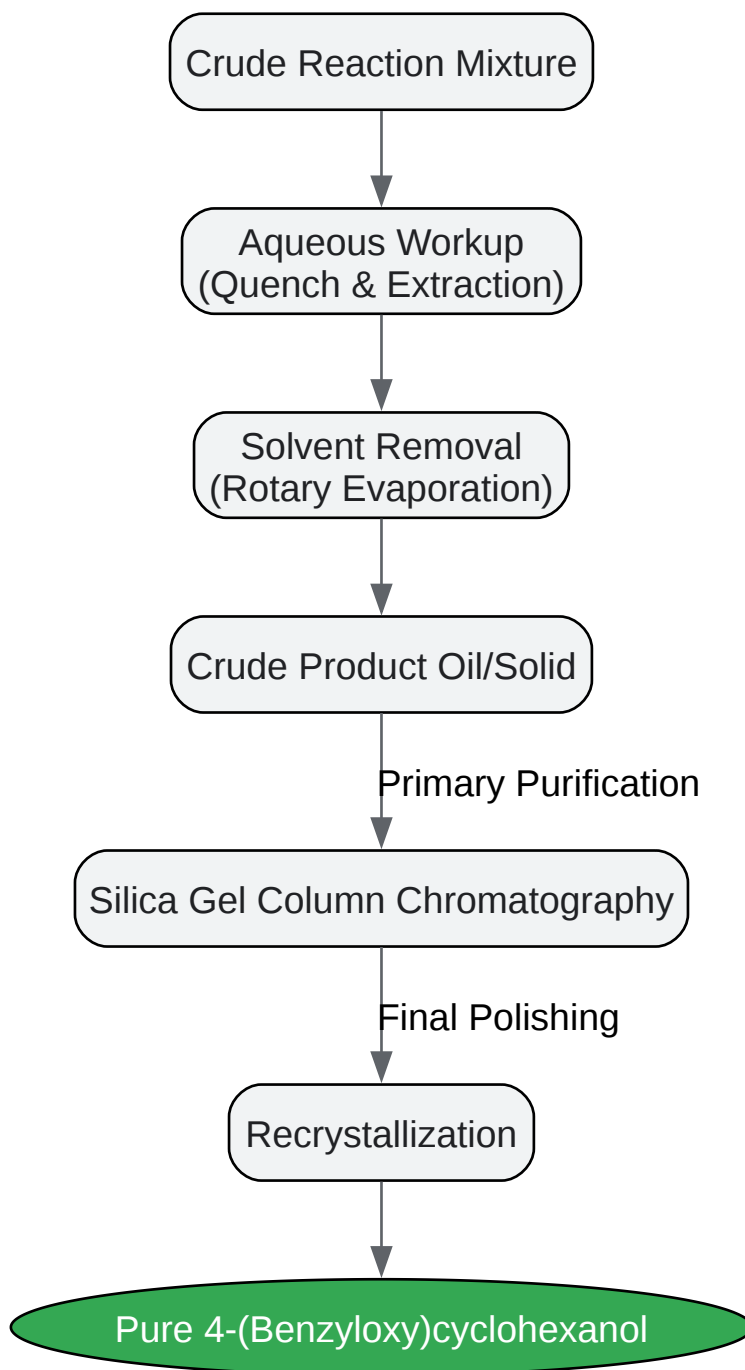 Crude Reaction Mixture
Aqueous Workup
(Quench & Extraction)
Solvent Removal
(Rotary Evaporation)
Crude Product Oil/Solid
Primary Purification
Silica Gel Column Chromatography
Final Polishing
Recrystallization
Pure 4-(Benzyloxy)cyclohexanol